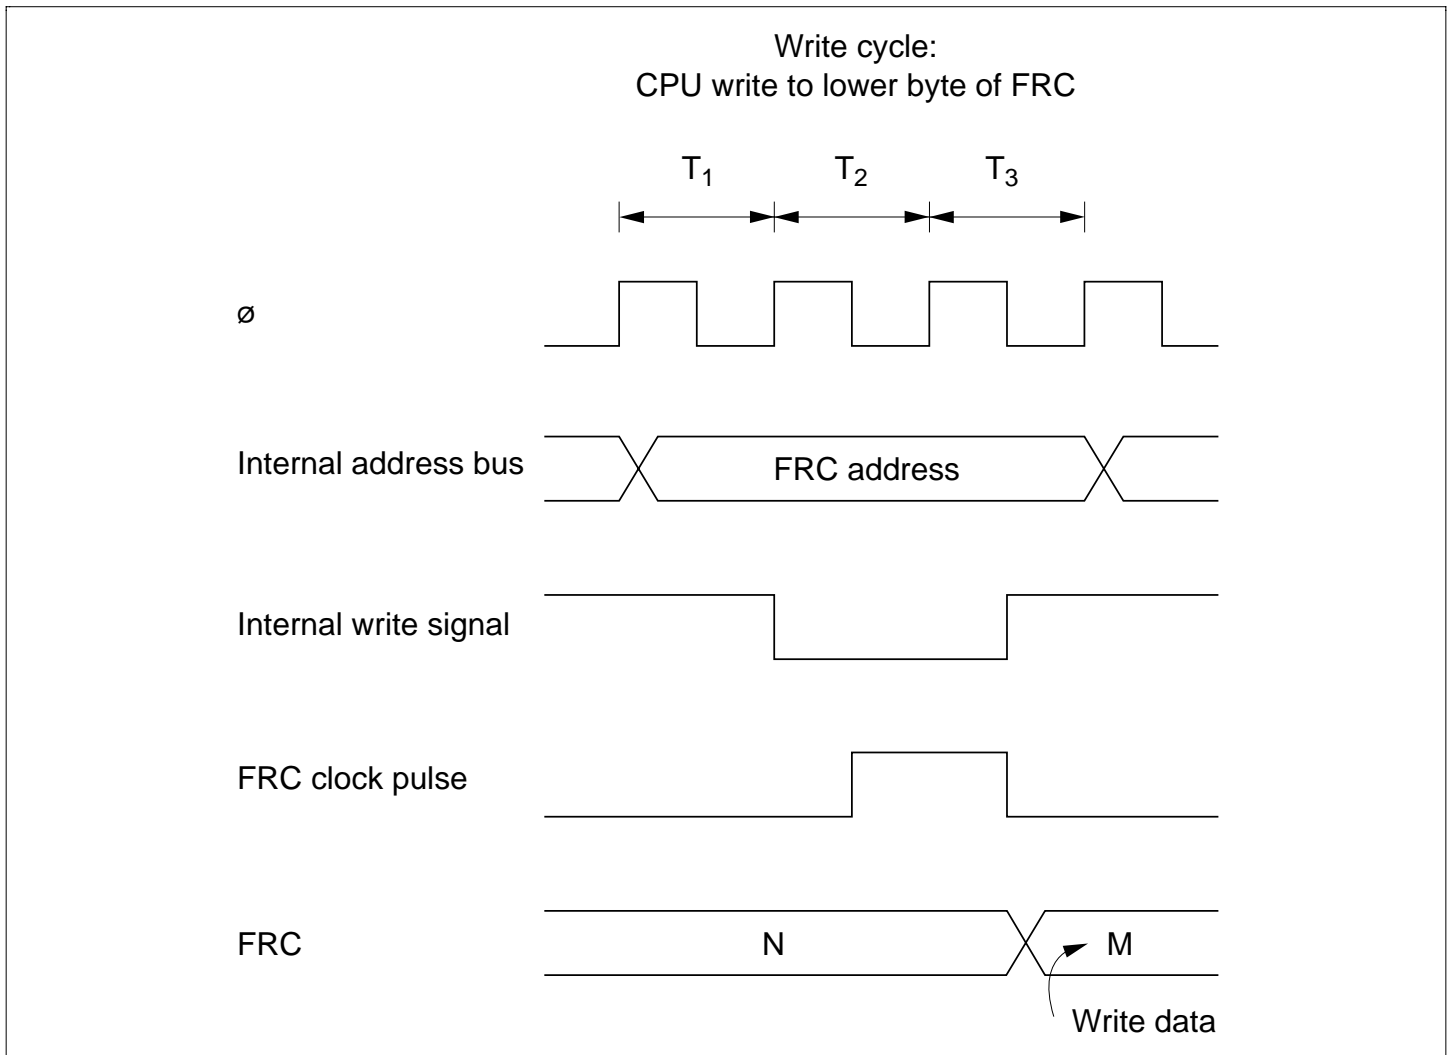 Write cycle:
CPU write to lower byte of FRC
T1 T2 T3
ø
Internal address bus
FRC address
Internal write signal
FRC clock pulse
FRC
N
M
Write data